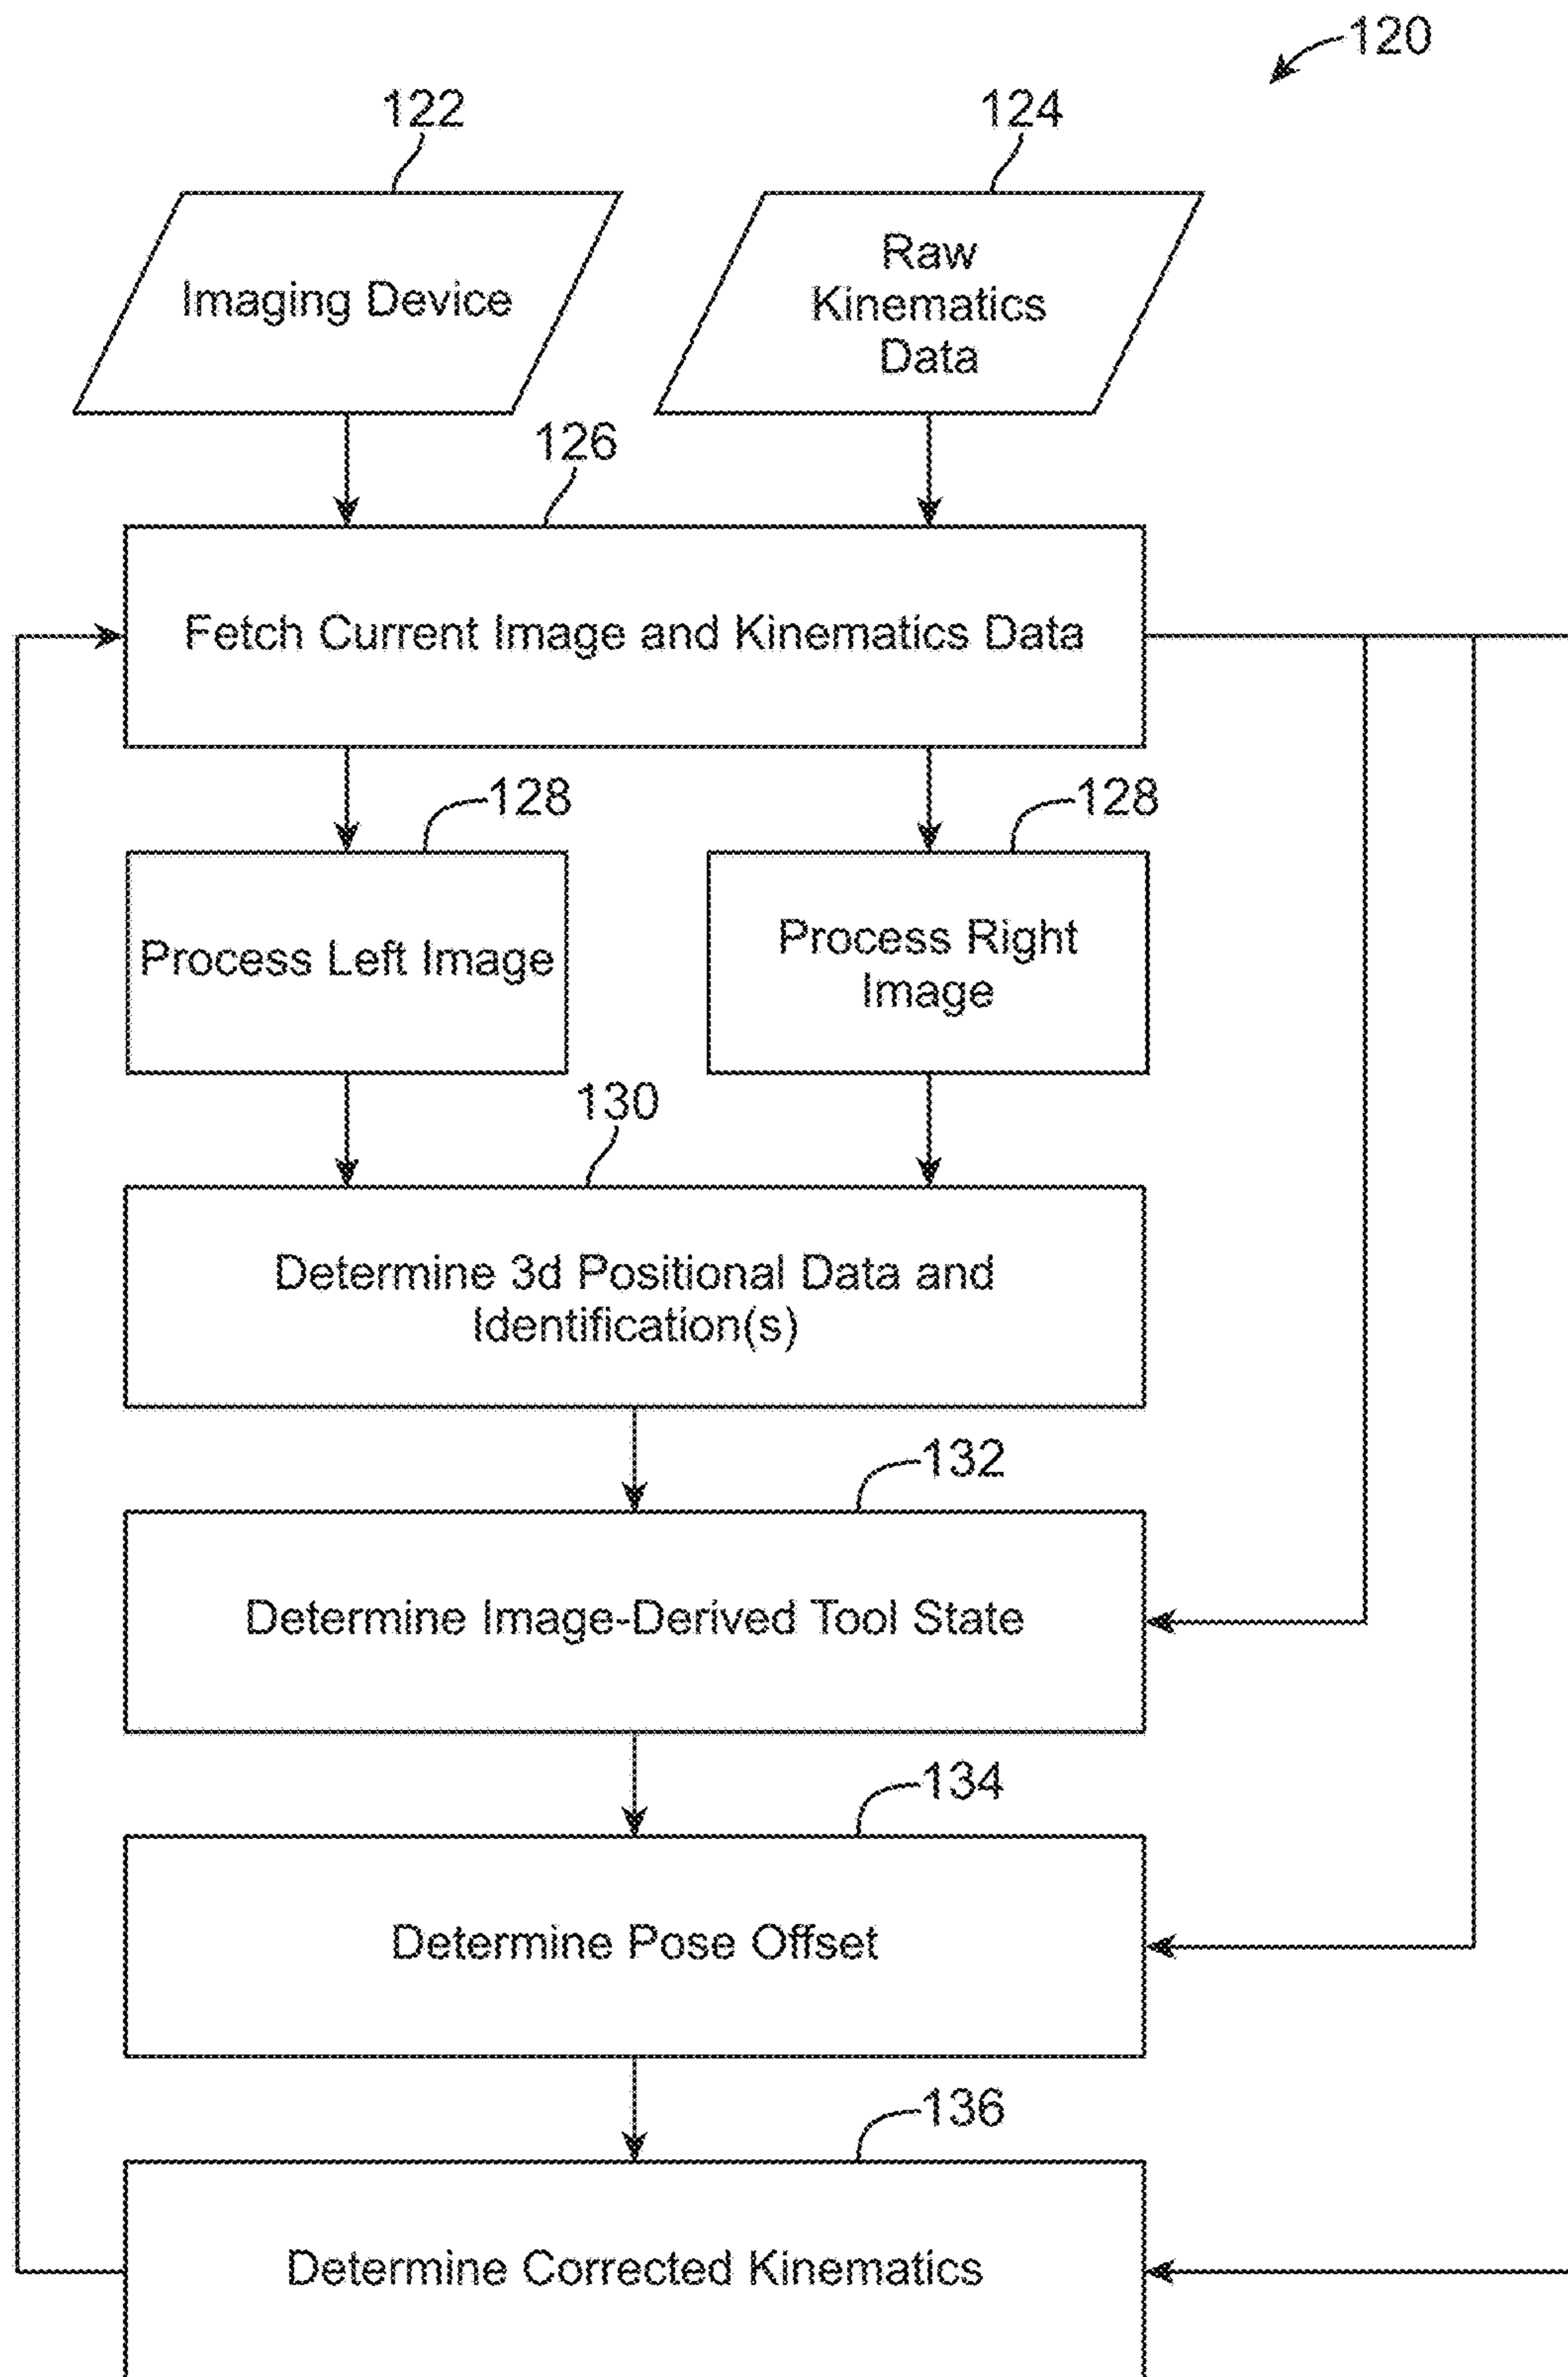 120
122
124
Imaging Device
Raw
Kinematics
Data
126
Fetch Current Image and Kinematics Data
128
128
Process Left Image
Process Right
Image
130
Determine 3d Positional Data and
Identification(s)
132
Determine Image-Derived Tool State
134
Determine Pose Offset
136
Determine Corrected Kinematics